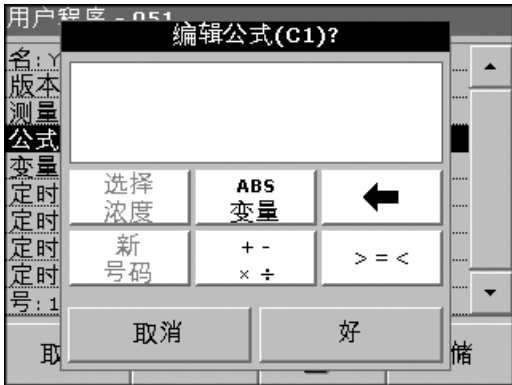 用户程序 - 051
编辑公式(C1)?
名:Y
版本
测量
公式
变量
定时
定时
定时
定时
号:1
选择
浓度
ABS
变量
新
号码
+ -
× ÷
> = <
取消
好
取
储